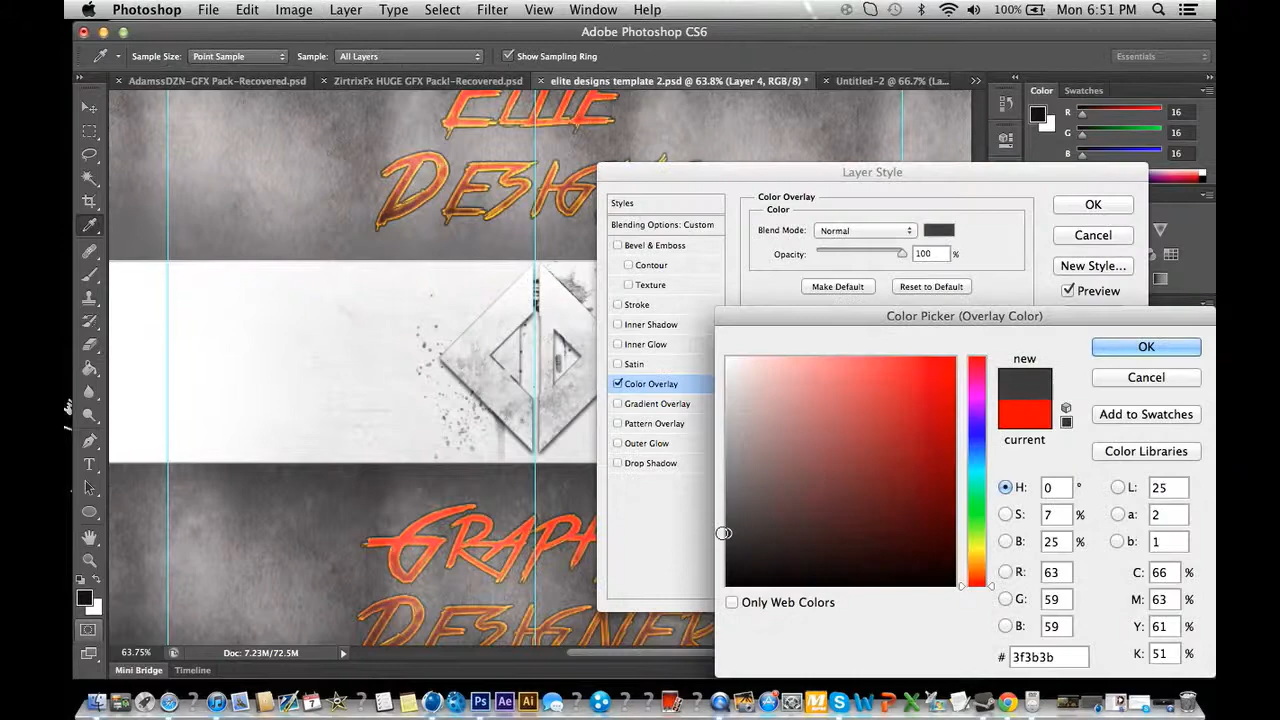 Photoshop File Edit Image Layer Type Select Filter View Window Help 100% Mon 6:51 PM
Adobe Photoshop CS6
Sample Size: Point Sample Sample: All Layers Show Sampling Ring Essentials
AdamssDZN-GFX Pack-Recovered.psd ZirtrixFx HUGE GFX Pack!-Recovered.psd elite designs template 2.psd @ 63.8% (Layer 4, RGB/8) * Untitled-2 @ 66.7% (La...
Color Swatches
R 16
G 16
B 16
ELITE
DESIG
Layer Style
Styles
Blending Options: Custom
Bevel & Emboss
Contour
Texture
Stroke
Inner Shadow
Inner Glow
Satin
Color Overlay
Gradient Overlay
Pattern Overlay
Outer Glow
Drop Shadow
Color Overlay
Color
Blend Mode: Normal
Opacity: 100 %
Make Default Reset to Default
OK
Cancel
New Style...
Preview
Color Picker (Overlay Color)
new
current
OK
Cancel
Add to Swatches
Color Libraries
H: 0 °
S: 7 %
B: 25 %
R: 63
G: 59
B: 59
# 3f3b3b
L: 25
a: 2
b: 1
C: 66 %
M: 63 %
Y: 61 %
K: 51 %
Only Web Colors
GRAPH
DESIGNER
63.75% Doc: 7.23M/72.5M
Mini Bridge Timeline
Ps Ae Ai